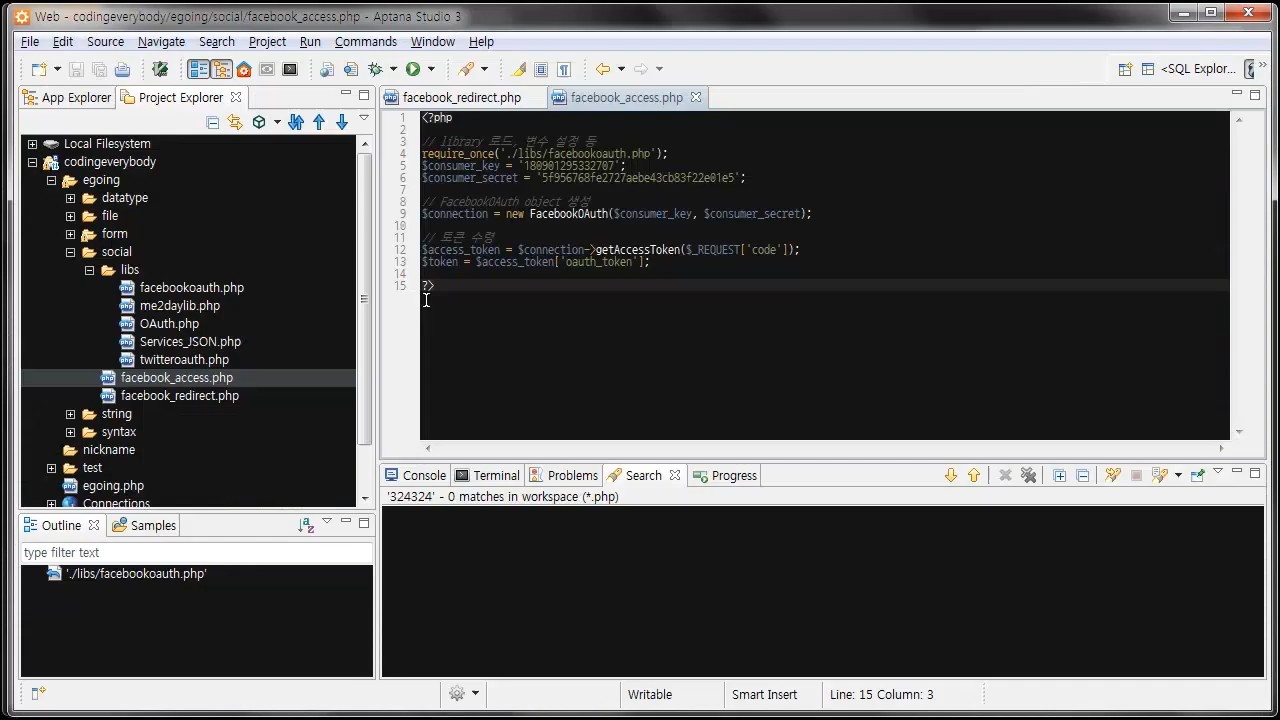 Web - codingeverybody/egoing/social/facebook_access.php - Aptana Studio 3
File Edit Source Navigate Search Project Run Commands Window Help
<SQL Explor...
App Explorer Project Explorer
facebook_redirect.php facebook_access.php
Local Filesystem
codingeverybody
egoing
datatype
file
form
social
libs
facebookoauth.php
me2daylib.php
OAuth.php
Services_JSON.php
twitteroauth.php
facebook_access.php
facebook_redirect.php
string
syntax
nickname
test
egoing.php
Connections
1 <?php
2
3 // library 로드, 변수 설정 등
4 require_once('./libs/facebookoauth.php');
5 $consumer_key = '180901295332707';
6 $consumer_secret = '5f956768fe2727aebe43cb83f22e01e5';
7
8 // FacebookOAuth object 생성
9 $connection = new FacebookOAuth($consumer_key, $consumer_secret);
10
11 // 토큰 수령
12 $access_token = $connection->getAccessToken($_REQUEST['code']);
13 $token = $access_token['oauth_token'];
14
15 ?>
Console Terminal Problems Search Progress
'324324' - 0 matches in workspace (*.php)
Outline Samples
type filter text
'./libs/facebookoauth.php'
Writable Smart Insert Line: 15 Column: 3